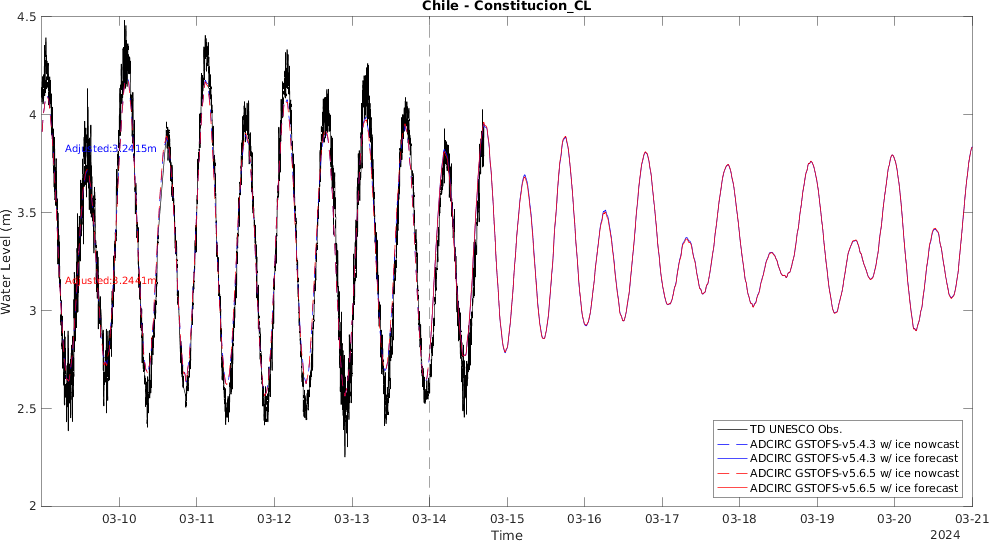 Chile - Constitucion_CL
4.5
4
3.5
3
2.5
2
Water Level (m)
Adjusted:3.2415m
Adjusted:3.2441m
TD UNESCO Obs.
ADCIRC GSTOFS-v5.4.3 w/ ice nowcast
ADCIRC GSTOFS-v5.4.3 w/ ice forecast
ADCIRC GSTOFS-v5.6.5 w/ ice nowcast
ADCIRC GSTOFS-v5.6.5 w/ ice forecast
03-10 03-11 03-12 03-13 03-14 03-15 03-16 03-17 03-18 03-19 03-20 03-21
Time
2024